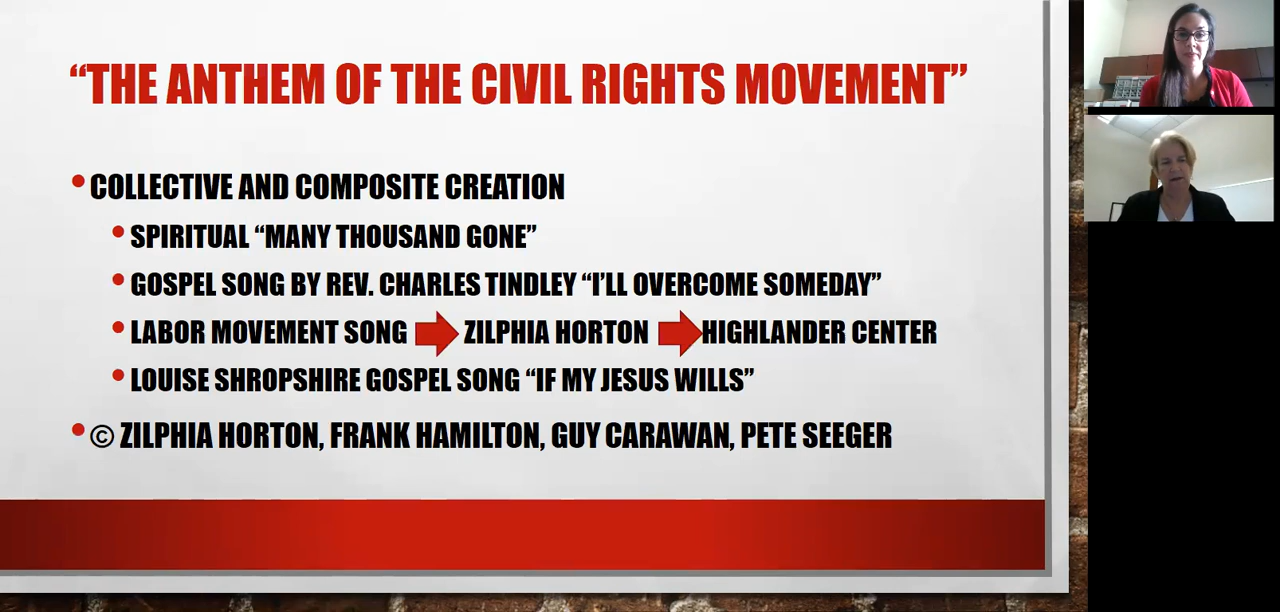 “THE ANTHEM OF THE CIVIL RIGHTS MOVEMENT”
•COLLECTIVE AND COMPOSITE CREATION
•SPIRITUAL “MANY THOUSAND GONE”
•GOSPEL SONG BY REV. CHARLES TINDLEY “I’LL OVERCOME SOMEDAY”
•LABOR MOVEMENT SONG ZILPHIA HORTON HIGHLANDER CENTER
•LOUISE SHROPSHIRE GOSPEL SONG “IF MY JESUS WILLS”
•© ZILPHIA HORTON, FRANK HAMILTON, GUY CARAWAN, PETE SEEGER